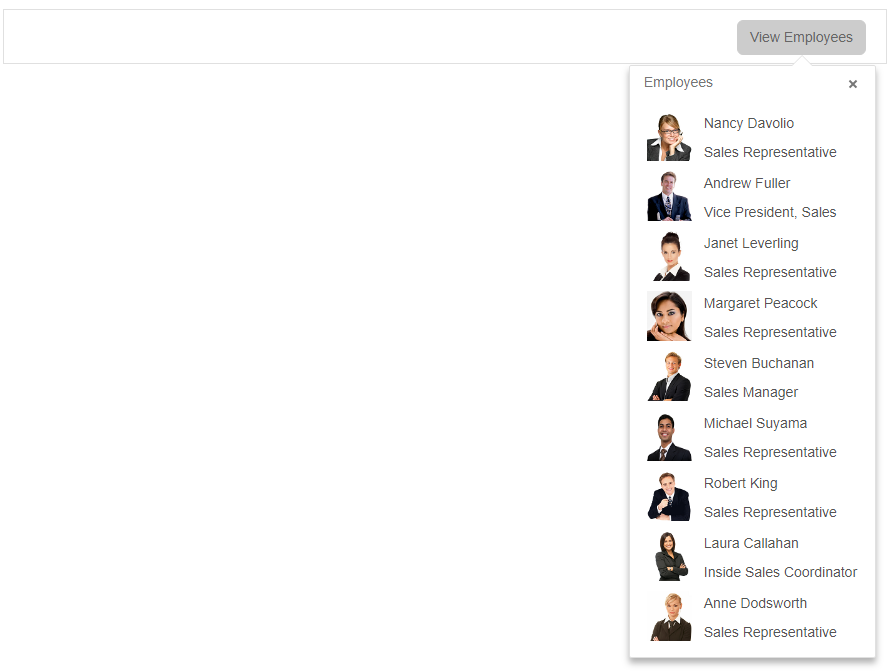 View Employees
Employees
Nancy Davolio
Sales Representative
Andrew Fuller
Vice President, Sales
Janet Leverling
Sales Representative
Margaret Peacock
Sales Representative
Steven Buchanan
Sales Manager
Michael Suyama
Sales Representative
Robert King
Sales Representative
Laura Callahan
Inside Sales Coordinator
Anne Dodsworth
Sales Representative